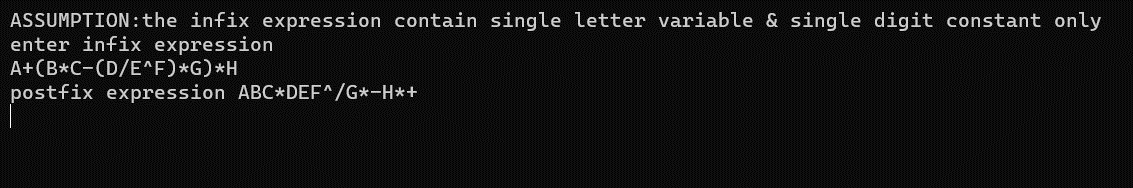 ASSUMPTION:the infix expression contain single letter variable & single digit constant only
enter infix expression
A+(B*C-(D/E^F)*G)*H
postfix expression ABC*DEF^/G*-H*+